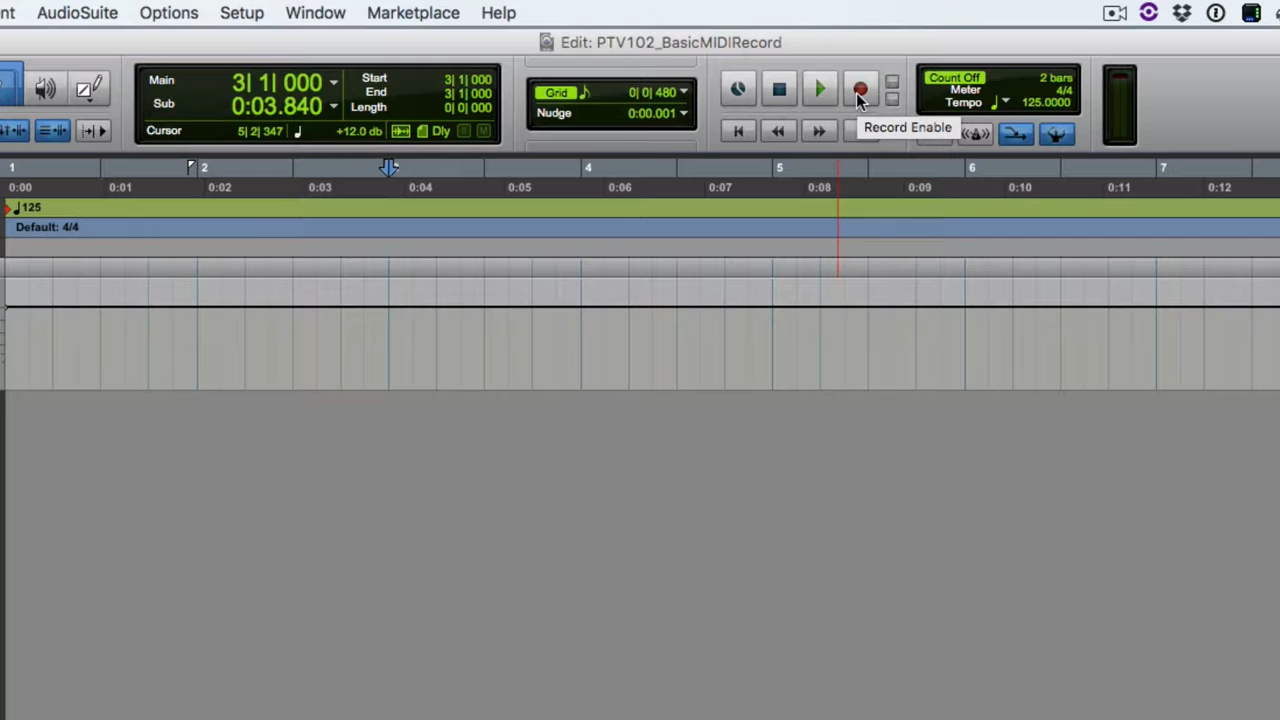 nt AudioSuite Options Setup Window Marketplace Help
Edit: PTV102_BasicMIDIRecord
Main 3| 1| 000
Sub 0:03.840
Start 3| 1| 000
End 3| 1| 000
Length 0| 0| 000
Cursor 5| 2| 347 +12.0 db Dly
Grid 0| 0| 480
Nudge 0:00.001
Count Off 2 bars
Meter 4/4
Tempo 125.0000
Record Enable
1 2 4 5 6 7
0:00 0:01 0:02 0:03 0:04 0:05 0:06 0:07 0:08 0:09 0:10 0:11 0:12
125
Default: 4/4